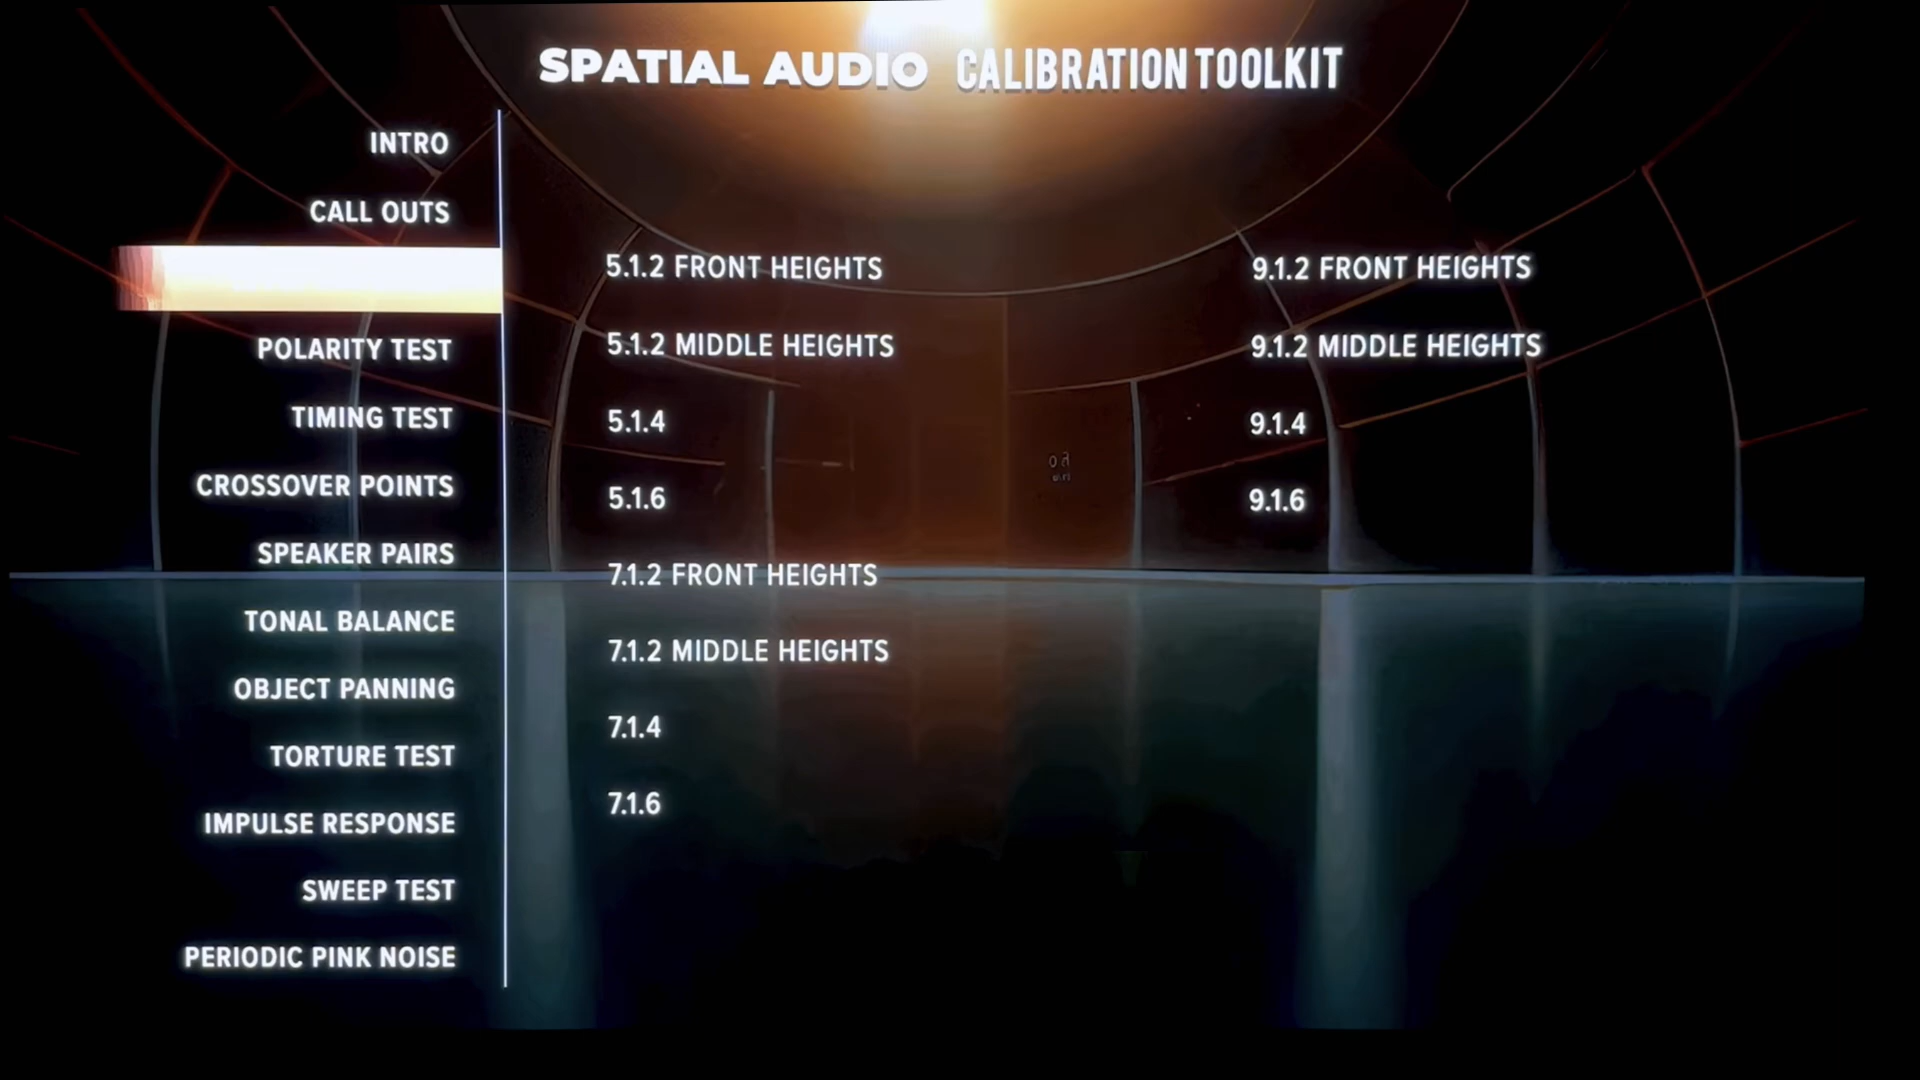 SPATIAL AUDIO CALIBRATION TOOLKIT
INTRO
CALL OUTS
POLARITY TEST
TIMING TEST
CROSSOVER POINTS
SPEAKER PAIRS
TONAL BALANCE
OBJECT PANNING
TORTURE TEST
IMPULSE RESPONSE
SWEEP TEST
PERIODIC PINK NOISE
5.1.2 FRONT HEIGHTS
5.1.2 MIDDLE HEIGHTS
5.1.4
5.1.6
7.1.2 FRONT HEIGHTS
7.1.2 MIDDLE HEIGHTS
7.1.4
7.1.6
9.1.2 FRONT HEIGHTS
9.1.2 MIDDLE HEIGHTS
9.1.4
9.1.6